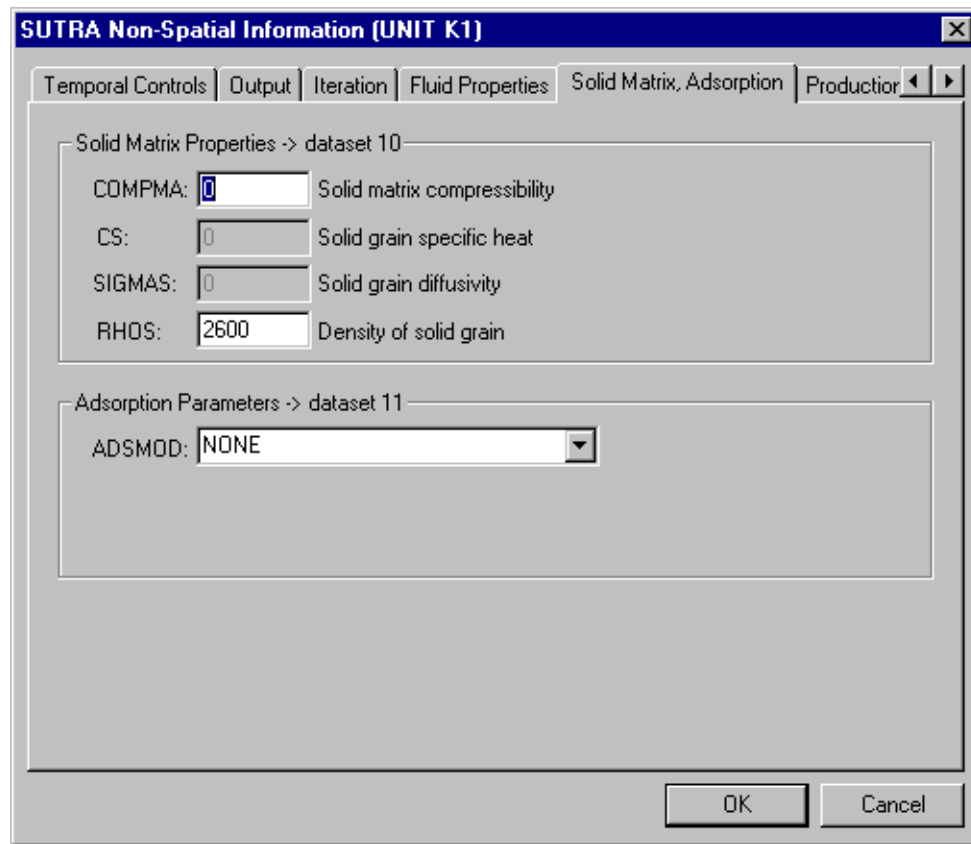 SUTRA Non-Spatial Information (UNIT K1)
Temporal Controls Output Iteration Fluid Properties Solid Matrix, Adsorption Production
Solid Matrix Properties -> dataset 10
COMPMA: 0 Solid matrix compressibility
CS: 0 Solid grain specific heat
SIGMAS: 0 Solid grain diffusivity
RHOS: 2600 Density of solid grain
Adsorption Parameters -> dataset 11
ADSMOD: NONE
OK Cancel